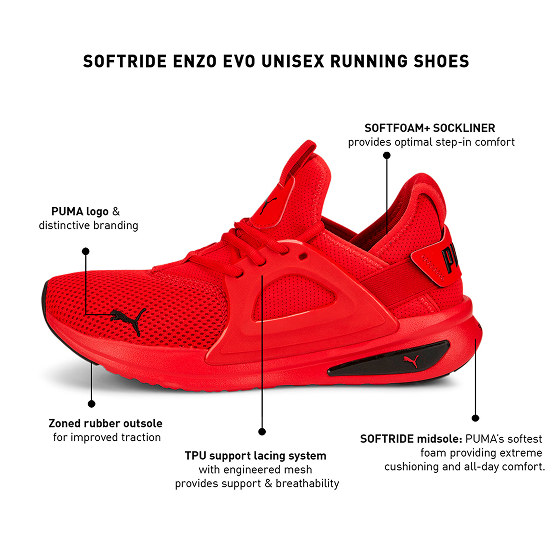 SOFTRIDE ENZO EVO UNISEX RUNNING SHOES
SOFTFOAM+ SOCKLINER
provides optimal step-in comfort
PUMA logo &
distinctive branding
Zoned rubber outsole
for improved traction
TPU support lacing system
with engineered mesh
provides support & breathability
SOFTRIDE midsole: PUMA's softest
foam providing extreme
cushioning and all-day comfort.